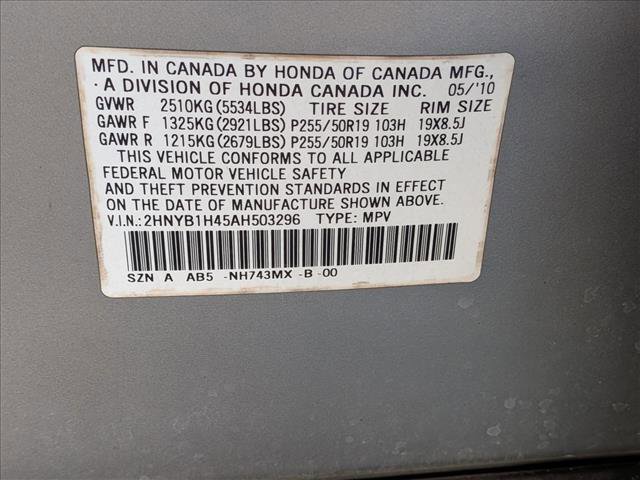 MFD. IN CANADA BY HONDA OF CANADA MFG.,
A DIVISION OF HONDA CANADA INC. 05/'10
GVWR 2510KG (5534LBS) TIRE SIZE RIM SIZE
GAWR F 1325KG (2921LBS) P255/50R19 103H 19X8.5J
GAWR R 1215KG (2679LBS) P255/50R19 103H 19X8.5J
THIS VEHICLE CONFORMS TO ALL APPLICABLE
FEDERAL MOTOR VEHICLE SAFETY
AND THEFT PREVENTION STANDARDS IN EFFECT
ON THE DATE OF MANUFACTURE SHOWN ABOVE.
V.I.N.:2HNYB1H45AH503296 TYPE: MPV
SZN A AB5 -NH743MX -B -00